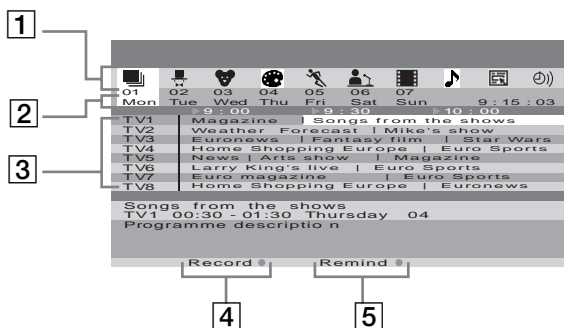 1
01 02 03 04 05 06 07
2
Mon Tue Wed Thu Fri Sat Sun 9:15:03
9:00 9:30 10:00
TV1 Magazine | Songs from the shows
TV2 Weather Forecast | Mike's show
TV3 Euronews | Fantasy film | Star Wars
TV4 Home Shopping Europe | Euro Sports
3
TV5 News | Arts show | Magazine
TV6 Larry King's live | Euro Sports
TV7 Euro magazine | Euro Sports
TV8 Home Shopping Europe | Euronews
Songs from the shows
TV1 00:30 - 01:30 Thursday 04
Programme descriptio n
Record Remind
4 5